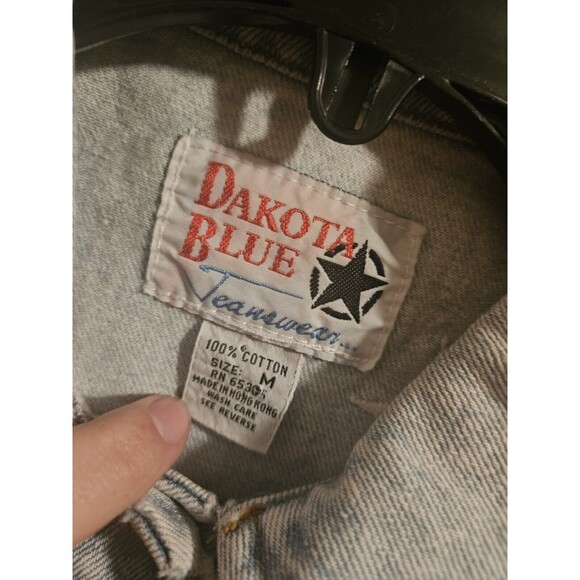 DAKOTA
BLUE
Jeanswear...
100% COTTON
SIZE: M
MADE IN HONG KONG
WASH CARE
SEE REVERSE